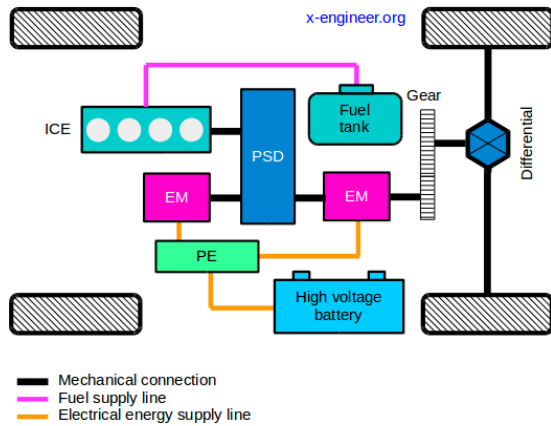 x-engineer.org
ICE
Fuel
tank
Gear
PSD
Differential
EM
EM
PE
High voltage
battery
Mechanical connection
Fuel supply line
Electrical energy supply line